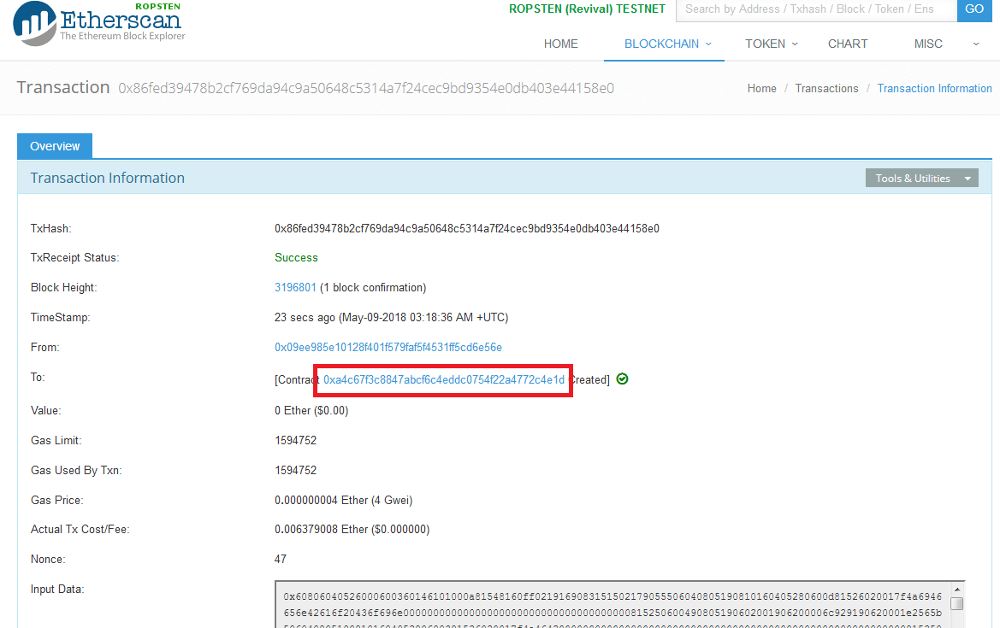 ROPSTEN
Etherscan
The Ethereum Block Explorer
ROPSTEN (Revival) TESTNET
Search by Address / Txhash / Block / Token / Ens
GO
HOME BLOCKCHAIN TOKEN CHART MISC
Transaction 0x86fed39478b2cf769da94c9a50648c5314a7f24cec9bd9354e0db403e44158e0
Home / Transactions / Transaction Information
Overview
Transaction Information
Tools & Utilities
TxHash: 0x86fed39478b2cf769da94c9a50648c5314a7f24cec9bd9354e0db403e44158e0
TxReceipt Status: Success
Block Height: 3196801 (1 block confirmation)
TimeStamp: 23 secs ago (May-09-2018 03:18:36 AM +UTC)
From: 0x09ee985e10128f401f579faf5f4531ff5cd6e56e
To: [Contract 0xa4c67f3c8847abcf6c4eddc0754f22a4772c4e1d Created]
Value: 0 Ether ($0.00)
Gas Limit: 1594752
Gas Used By Txn: 1594752
Gas Price: 0.000000004 Ether (4 Gwei)
Actual Tx Cost/Fee: 0.006379008 Ether ($0.000000)
Nonce: 47
Input Data: